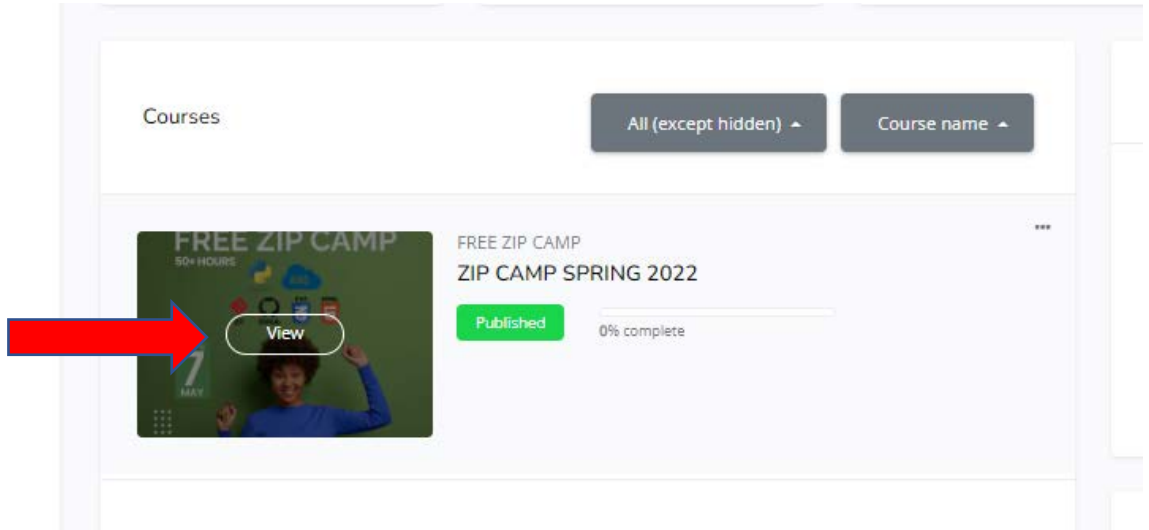 Courses
All (except hidden)
Course name
FREE ZIP CAMP
50+ HOURS
View
7
MAY
FREE ZIP CAMP
ZIP CAMP SPRING 2022
Published
0% complete